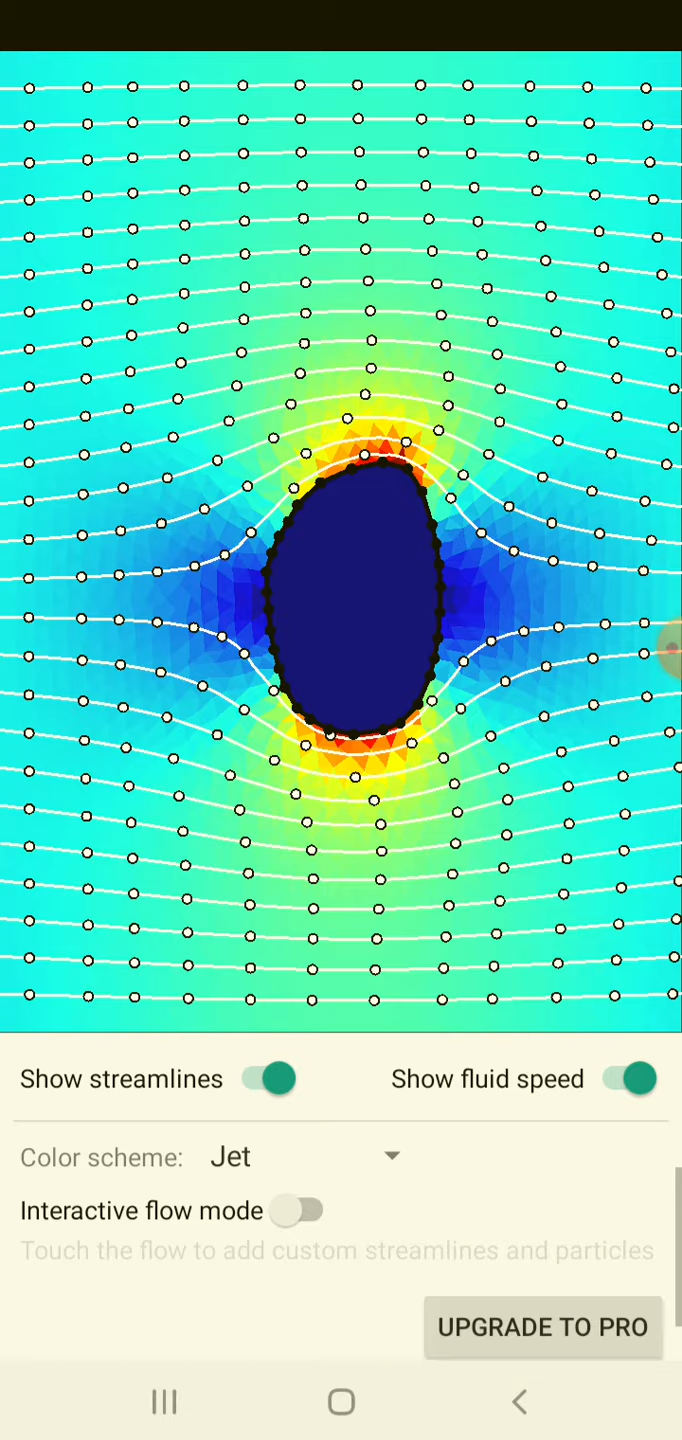 Show streamlines
Show fluid speed
Color scheme: Jet
Interactive flow mode
Touch the flow to add custom streamlines and particles
UPGRADE TO PRO